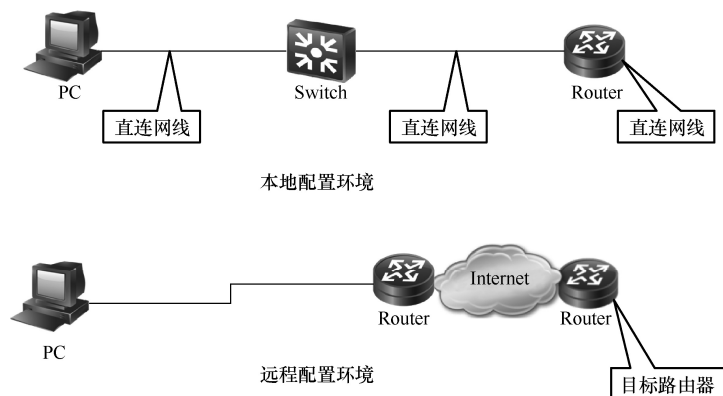 PC
Switch
Router
直连网线
直连网线
直连网线
本地配置环境
Internet
Router
Router
PC
远程配置环境
目标路由器